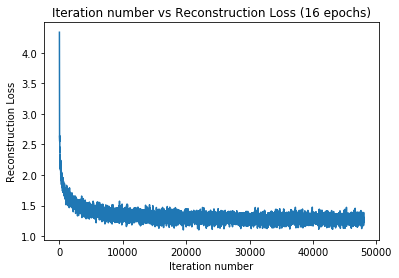 Iteration number vs Reconstruction Loss (16 epochs)
4.0
3.5
3.0
2.5
2.0
1.5
1.0
Reconstruction Loss
0 10000 20000 30000 40000 50000
Iteration number